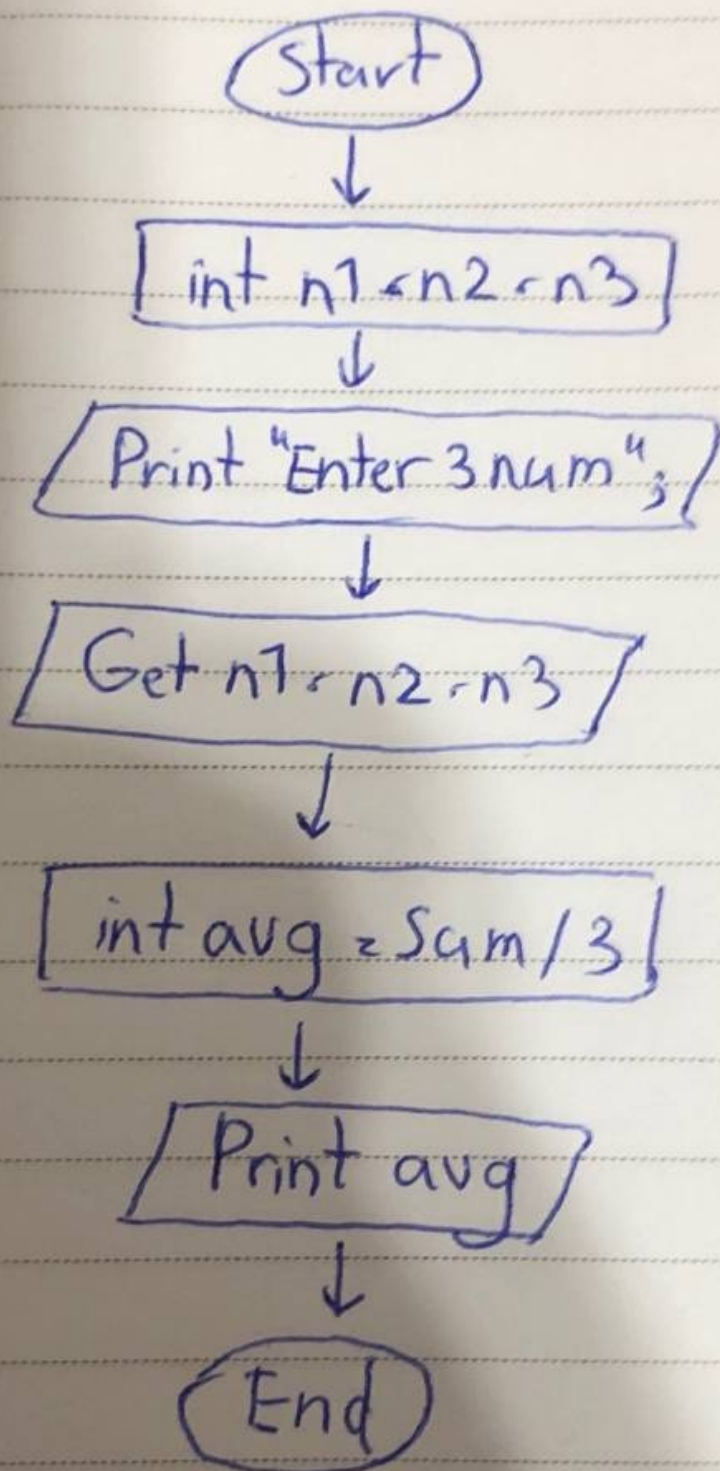 Start
int n1، n2، n3
Print "Enter 3 num";
Get n1، n2، n3
int avg = Sum / 3
Print avg
End